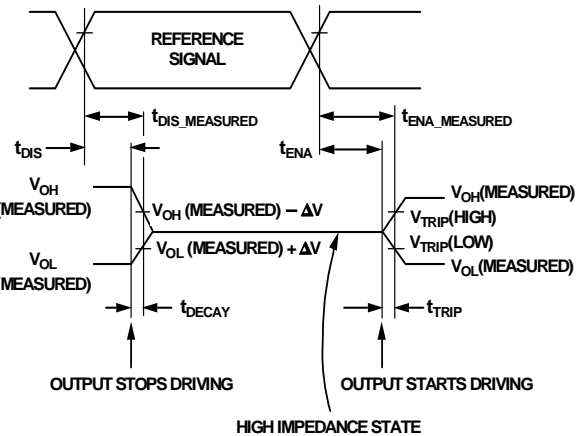 REFERENCE
SIGNAL
tDIS_MEASURED
tENA_MEASURED
tDIS
tENA
VOH
(MEASURED)
VOH (MEASURED) – ΔV
VOH(MEASURED)
VTRIP(HIGH)
VOL
(MEASURED)
VOL (MEASURED) + ΔV
VTRIP(LOW)
VOL(MEASURED)
tDECAY
tTRIP
OUTPUT STOPS DRIVING
OUTPUT STARTS DRIVING
HIGH IMPEDANCE STATE